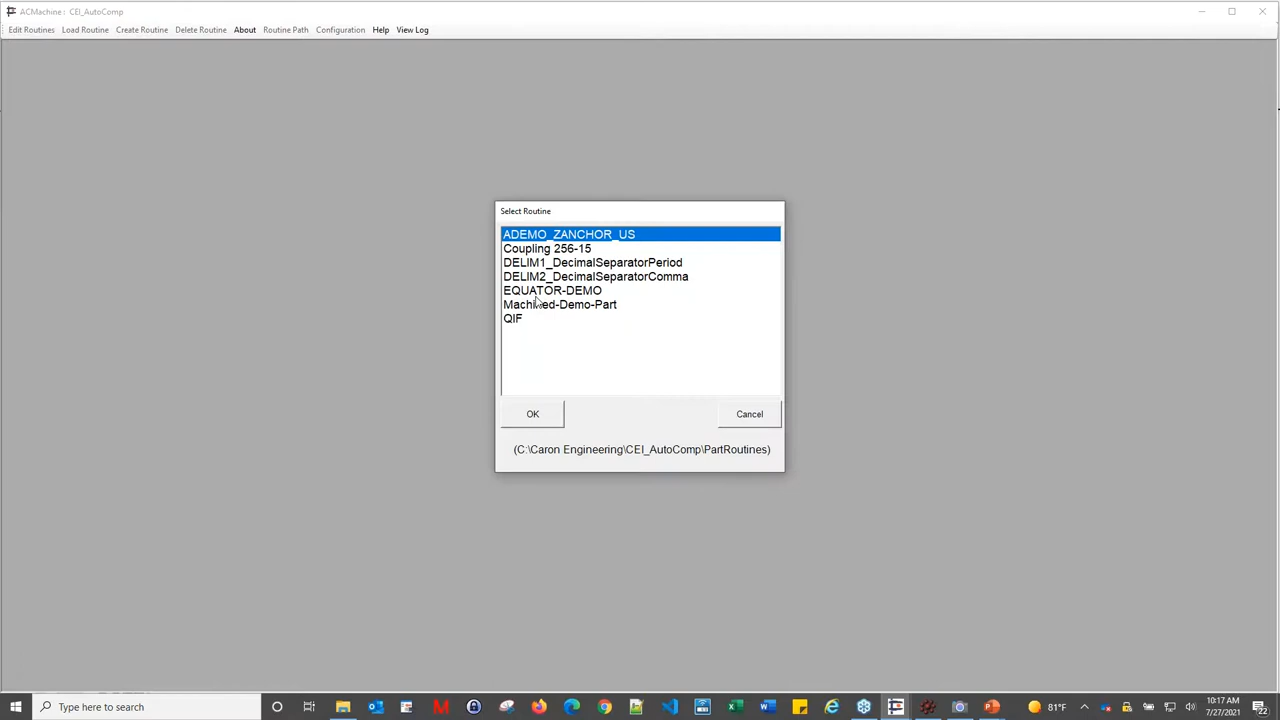 ACMachine : CEI_AutoComp
Edit Routines Load Routine Create Routine Delete Routine About Routine Path Configuration Help View Log
Select Routine
ADEMO_ZANCHOR_US
Coupling 256-15
DELIM1_DecimalSeparatorPeriod
DELIM2_DecimalSeparatorComma
EQUATOR-DEMO
Machined-Demo-Part
QIF
OK Cancel
(C:\Caron Engineering\CEI_AutoComp\PartRoutines)
Type here to search
81°F
10:17 AM
7/27/2021
22